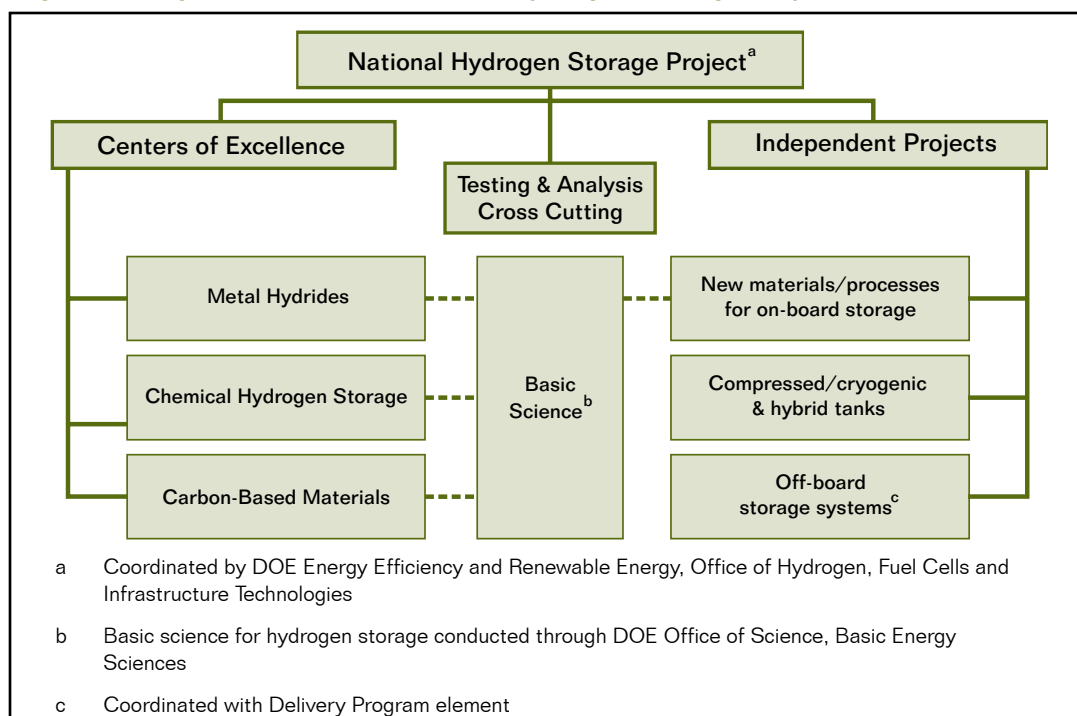 National Hydrogen Storage Projectᵃ
Centers of Excellence
Independent Projects
Testing & Analysis
Cross Cutting
Metal Hydrides
Chemical Hydrogen Storage
Carbon-Based Materials
Basic
Scienceᵇ
New materials/processes
for on-board storage
Compressed/cryogenic
& hybrid tanks
Off-board
storage systemsᶜ
a Coordinated by DOE Energy Efficiency and Renewable Energy, Office of Hydrogen, Fuel Cells and
Infrastructure Technologies
b Basic science for hydrogen storage conducted through DOE Office of Science, Basic Energy
Sciences
c Coordinated with Delivery Program element